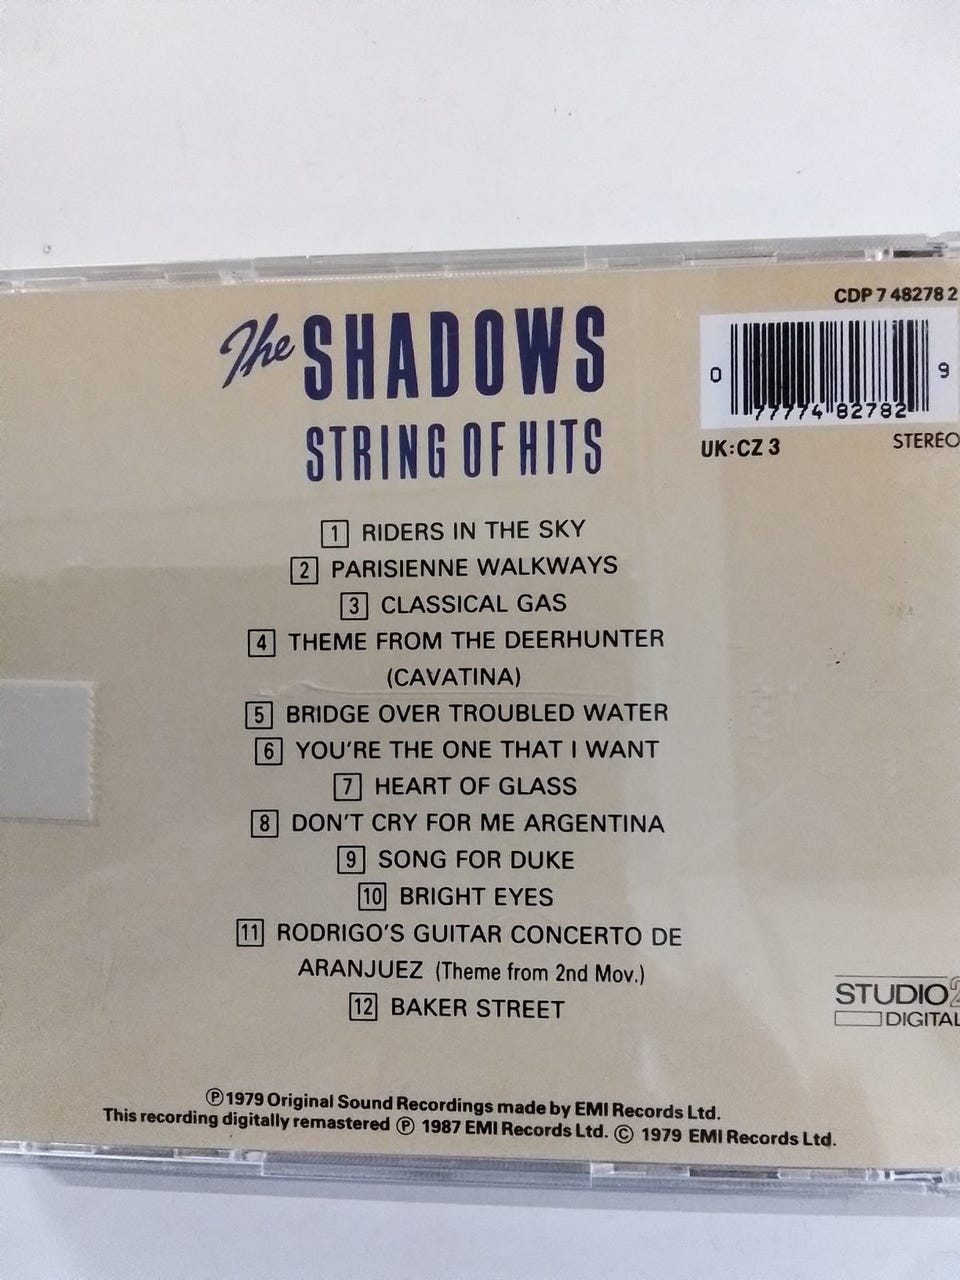 CDP 7 48278 2
The SHADOWS
STRING OF HITS
0 77774 82782 9
UK:CZ 3
STEREO
1 RIDERS IN THE SKY
2 PARISIENNE WALKWAYS
3 CLASSICAL GAS
4 THEME FROM THE DEERHUNTER
(CAVATINA)
5 BRIDGE OVER TROUBLED WATER
6 YOU'RE THE ONE THAT I WANT
7 HEART OF GLASS
8 DON'T CRY FOR ME ARGENTINA
9 SONG FOR DUKE
10 BRIGHT EYES
11 RODRIGO'S GUITAR CONCERTO DE
ARANJUEZ (Theme from 2nd Mov.)
12 BAKER STREET
STUDIO2
DIGITAL
Ⓟ1979 Original Sound Recordings made by EMI Records Ltd.
This recording digitally remastered Ⓟ 1987 EMI Records Ltd. © 1979 EMI Records Ltd.